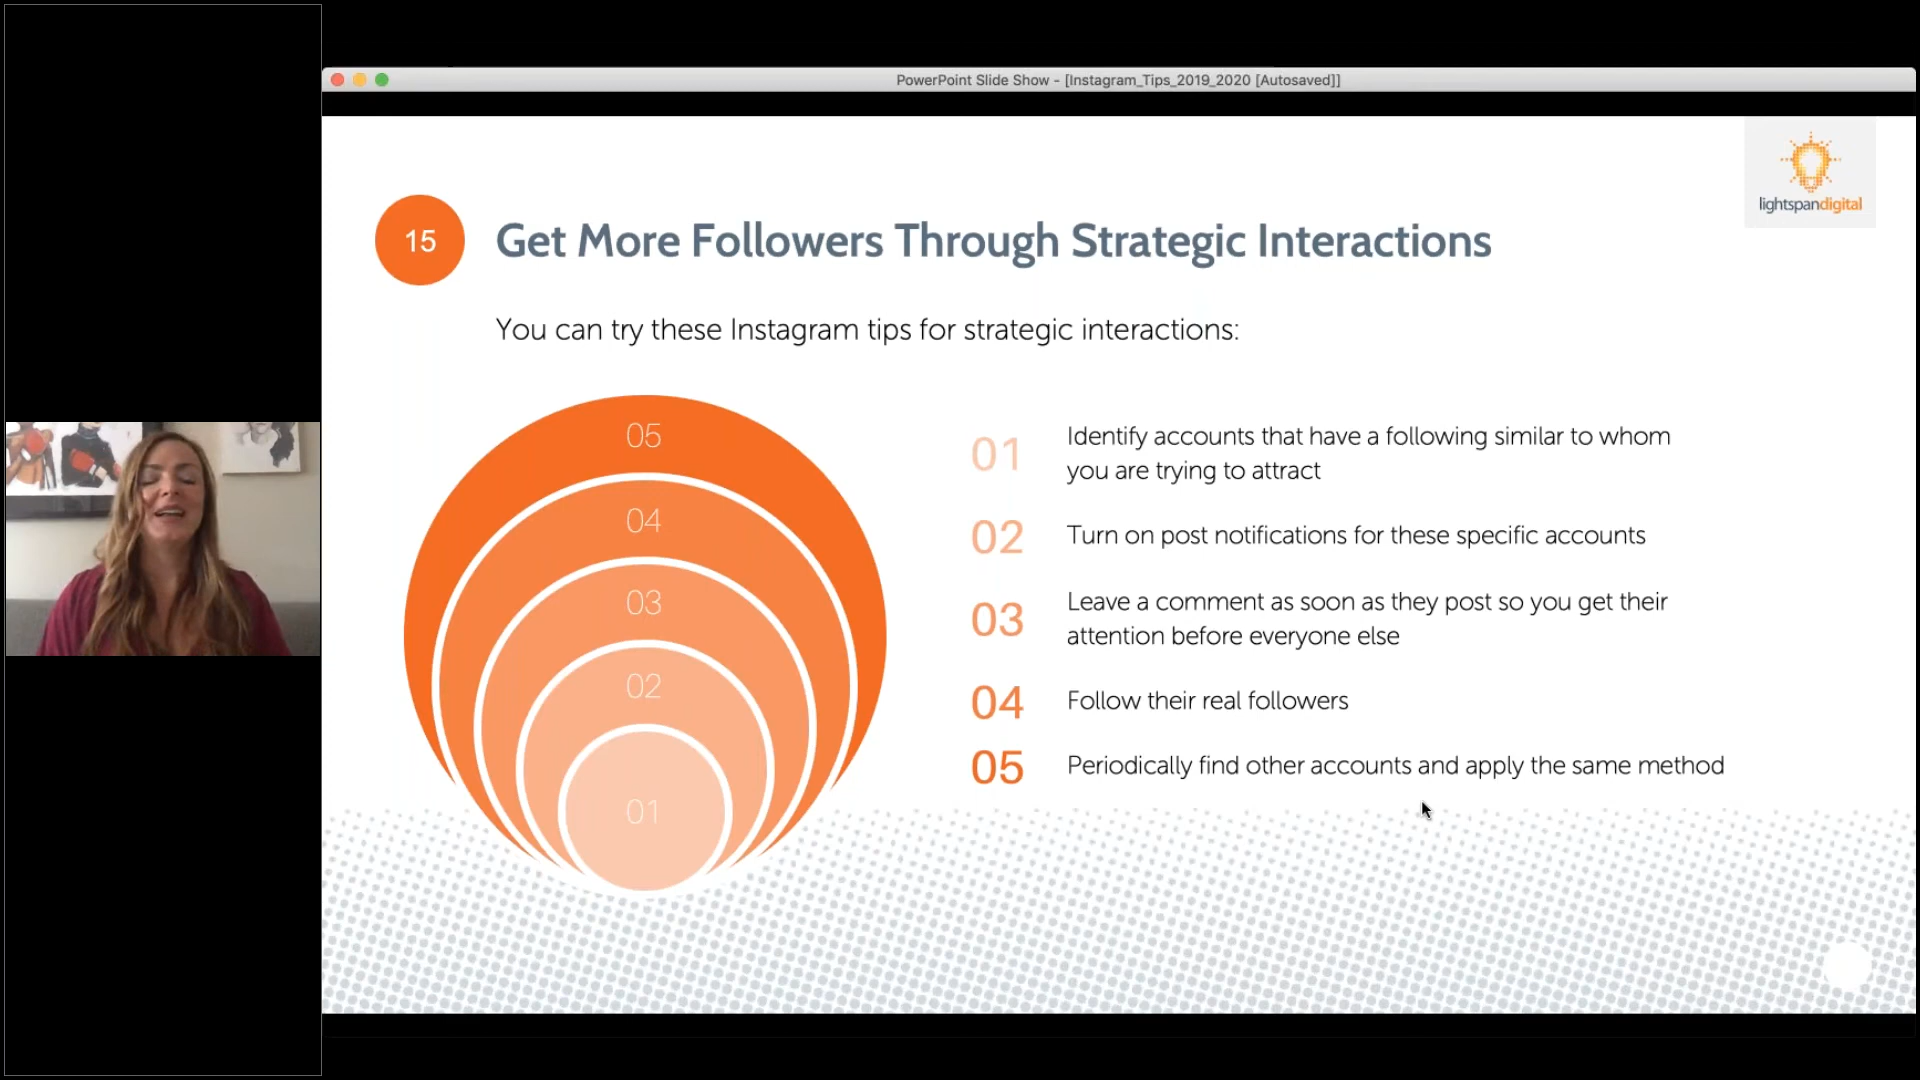 PowerPoint Slide Show - [Instagram_Tips_2019_2020 [Autosaved]]
lightspandigital
15
Get More Followers Through Strategic Interactions
You can try these Instagram tips for strategic interactions:
05
04
03
02
01
01
Identify accounts that have a following similar to whom
you are trying to attract
02
Turn on post notifications for these specific accounts
03
Leave a comment as soon as they post so you get their
attention before everyone else
04
Follow their real followers
05
Periodically find other accounts and apply the same method